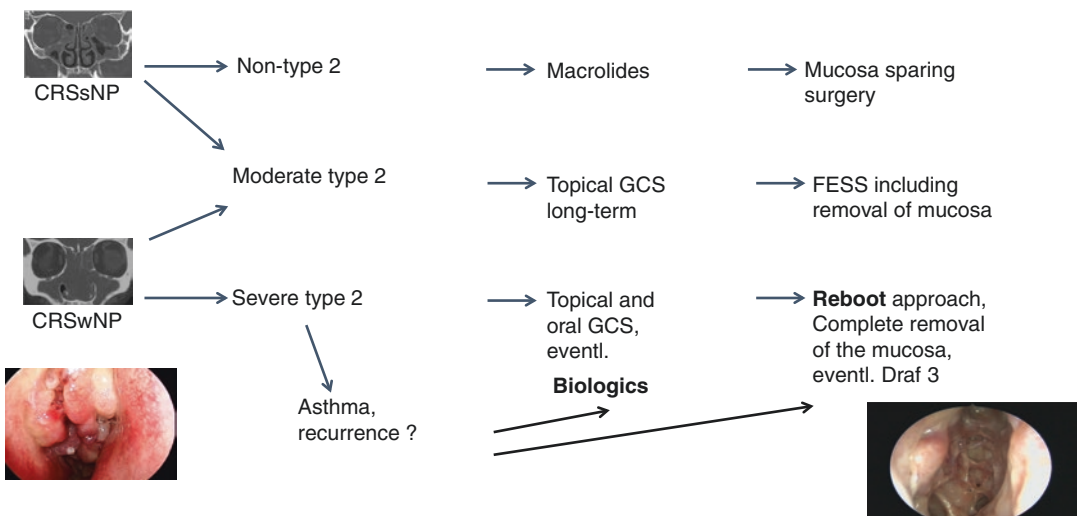 CRSsNP
Non-type 2
Macrolides
Mucosa sparing
surgery
Moderate type 2
Topical GCS
long-term
FESS including
removal of mucosa
CRSwNP
Severe type 2
Topical and
oral GCS,
eventl.
Biologics
Reboot approach,
Complete removal
of the mucosa,
eventl. Draf 3
Asthma,
recurrence ?